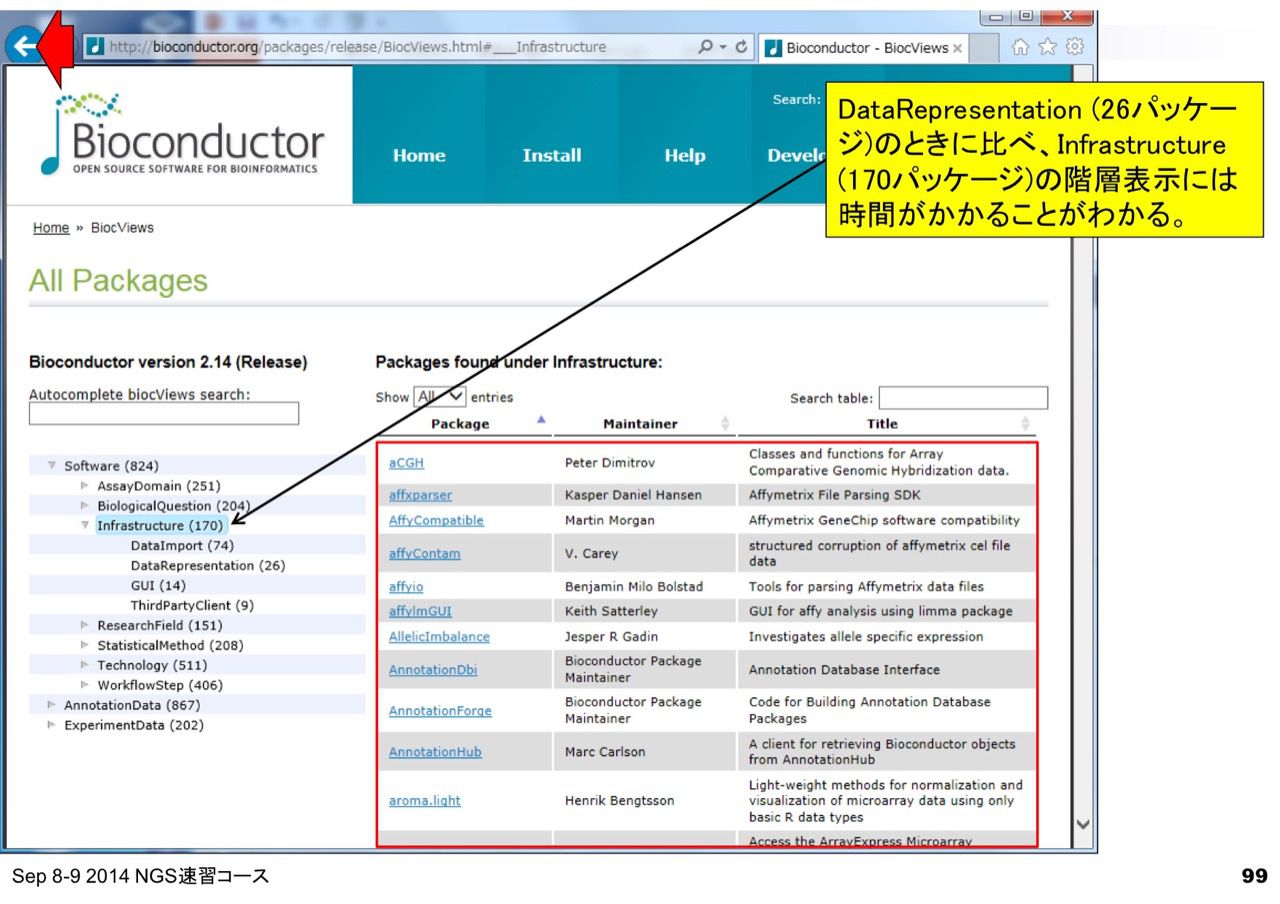 http://bioconductor.org/packages/release/BiocViews.html#___Infrastructure
Bioconductor - BiocViews
DataRepresentation (26パッケー
ジ)のときに比べ、Infrastructure
(170パッケージ)の階層表示には
時間がかかることがわかる。
Bioconductor
OPEN SOURCE SOFTWARE FOR BIOINFORMATICS
Search:
Home Install Help Develo
Home » BiocViews
All Packages
Bioconductor version 2.14 (Release)
Autocomplete biocViews search:
Software (824)
AssayDomain (251)
BiologicalQuestion (204)
Infrastructure (170)
DataImport (74)
DataRepresentation (26)
GUI (14)
ThirdPartyClient (9)
ResearchField (151)
StatisticalMethod (208)
Technology (511)
WorkflowStep (406)
AnnotationData (867)
ExperimentData (202)
Packages found under Infrastructure:
Show All entries Search table:
Package Maintainer Title
aCGH Peter Dimitrov Classes and functions for Array
Comparative Genomic Hybridization data.
affxparser Kasper Daniel Hansen Affymetrix File Parsing SDK
AffyCompatible Martin Morgan Affymetrix GeneChip software compatibility
affyContam V. Carey structured corruption of affymetrix cel file
data
affyio Benjamin Milo Bolstad Tools for parsing Affymetrix data files
affylmGUI Keith Satterley GUI for affy analysis using limma package
AllelicImbalance Jesper R Gadin Investigates allele specific expression
AnnotationDbi Bioconductor Package
Maintainer Annotation Database Interface
AnnotationForge Bioconductor Package
Maintainer Code for Building Annotation Database
Packages
AnnotationHub Marc Carlson A client for retrieving Bioconductor objects
from AnnotationHub
aroma.light Henrik Bengtsson Light-weight methods for normalization and
visualization of microarray data using only
basic R data types
Access the ArrayExpress Microarray
Sep 8-9 2014 NGS速習コース
99